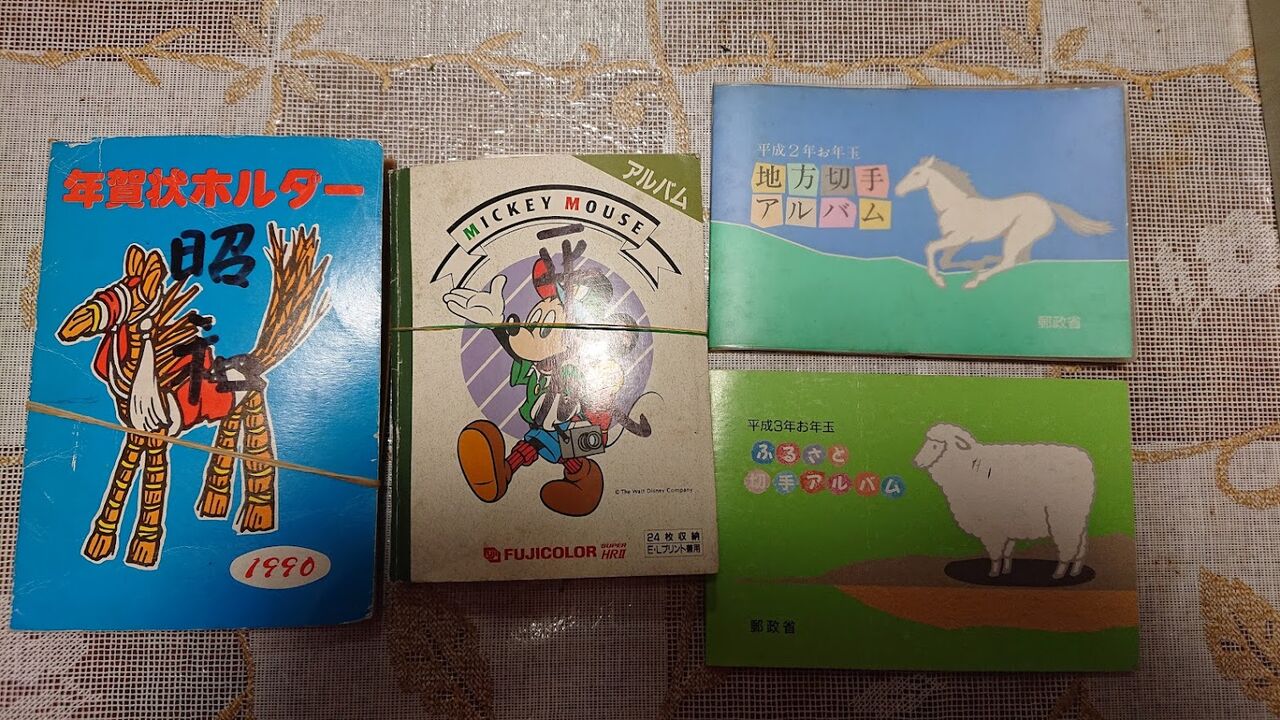 年賀状ホルダー
昭
和
1990
アルバム
MICKEY MOUSE
平
成
© The Walt Disney Company
FUJICOLOR SUPER HRII
24枚収納
E・Lプリント兼用
平成2年お年玉
地方切手
アルバム
郵政省
平成3年お年玉
ふるさと
切手アルバム
郵政省